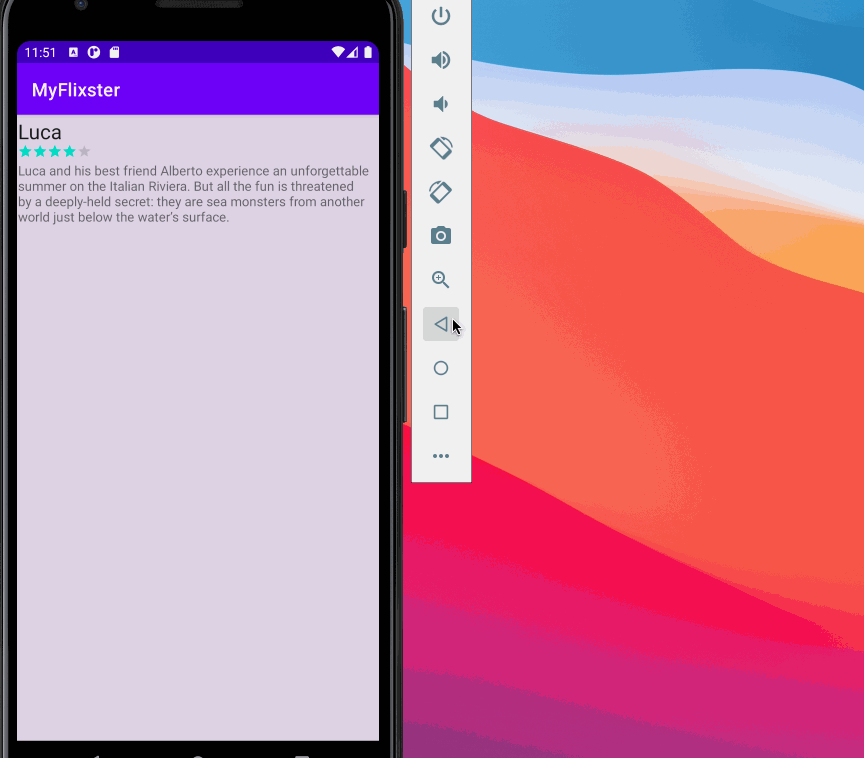 11:51
MyFlixster
Luca
Luca and his best friend Alberto experience an unforgettable
summer on the Italian Riviera. But all the fun is threatened
by a deeply-held secret: they are sea monsters from another
world just below the water's surface.